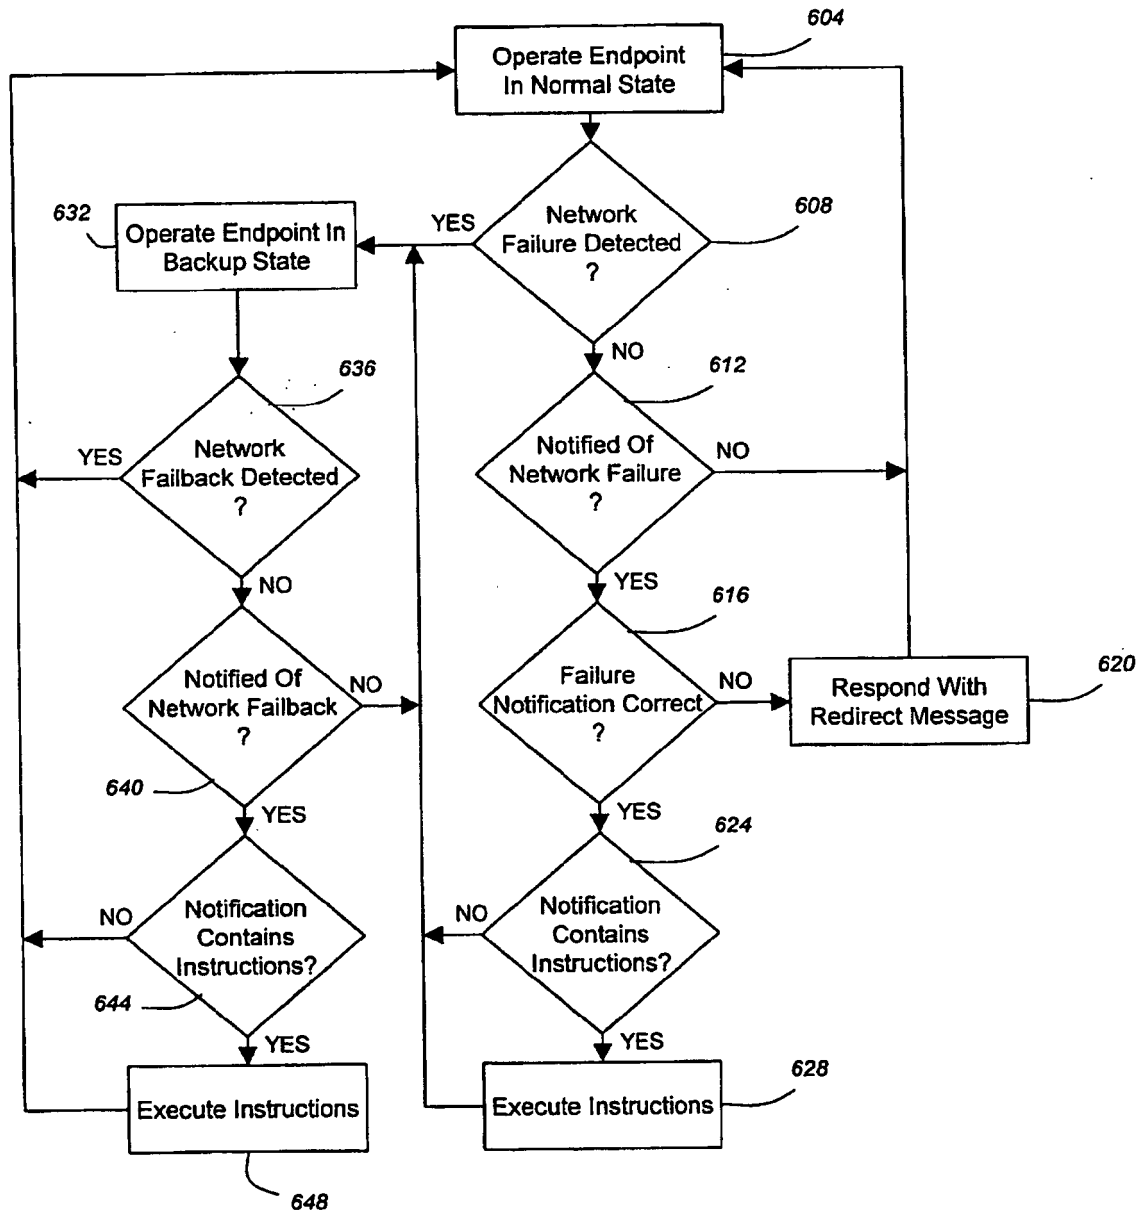 604
Operate Endpoint
In Normal State
632
Operate Endpoint In
Backup State
YES
Network
Failure Detected
?
608
NO
636
612
YES
Network
Failback Detected
?
Notified Of
Network Failure
?
NO
NO
YES
616
Notified Of
Network Failback
?
NO
640
Failure
Notification Correct
?
NO
Respond With
Redirect Message
620
YES
YES
624
NO
Notification
Contains
Instructions?
644
NO
Notification
Contains
Instructions?
YES
YES
Execute Instructions
648
Execute Instructions
628